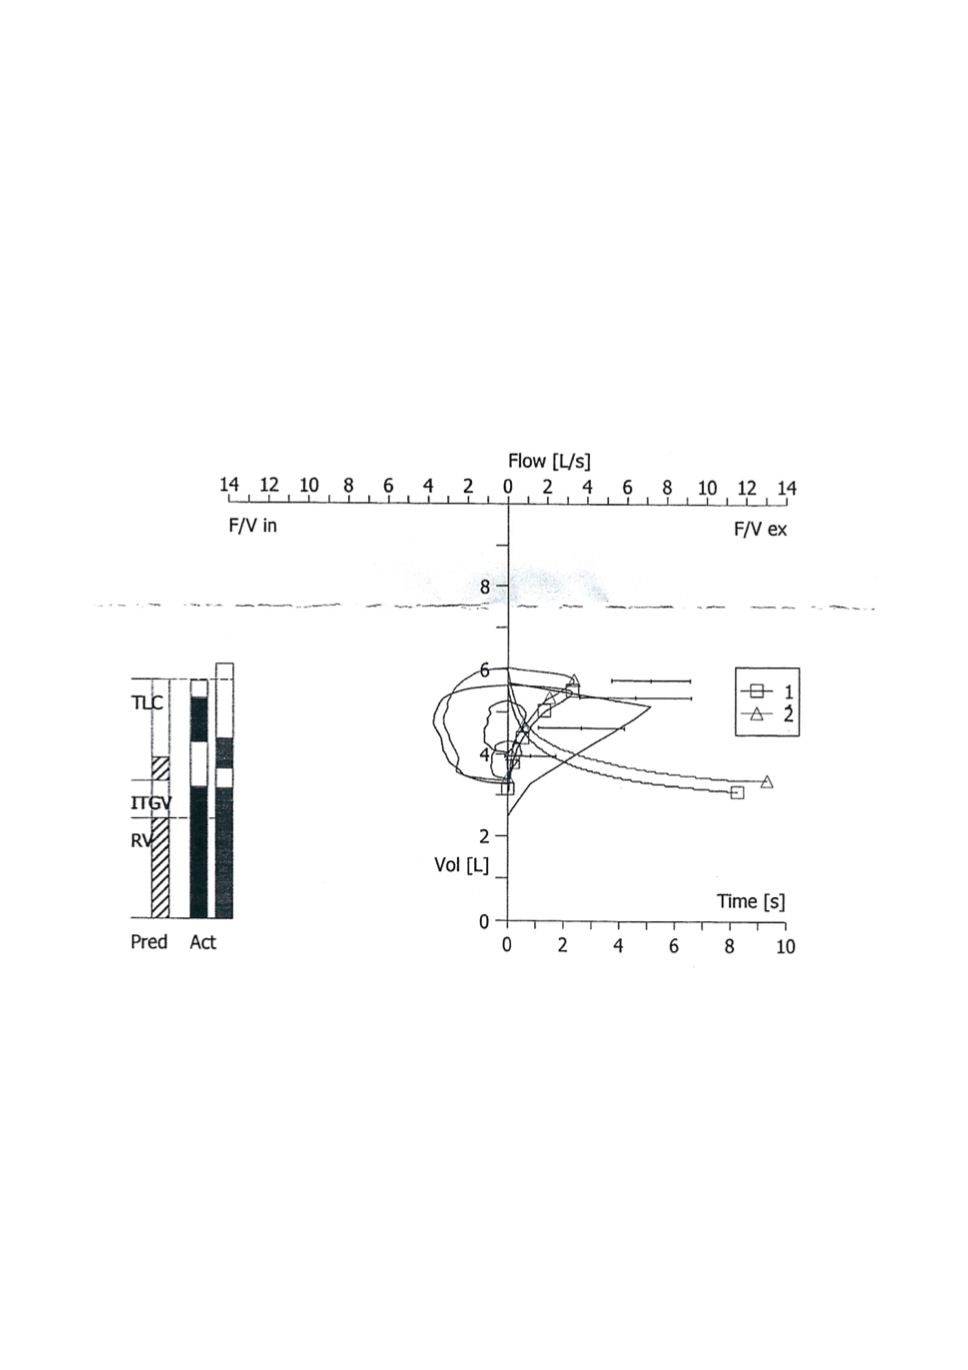 Flow [L/s]
14 12 10 8 6 4 2 0 2 4 6 8 10 12 14
F/V in F/V ex
8
6
4
2
0
Vol [L]
TLC
ITGV
RV
Pred Act
1
2
Time [s]
0 2 4 6 8 10